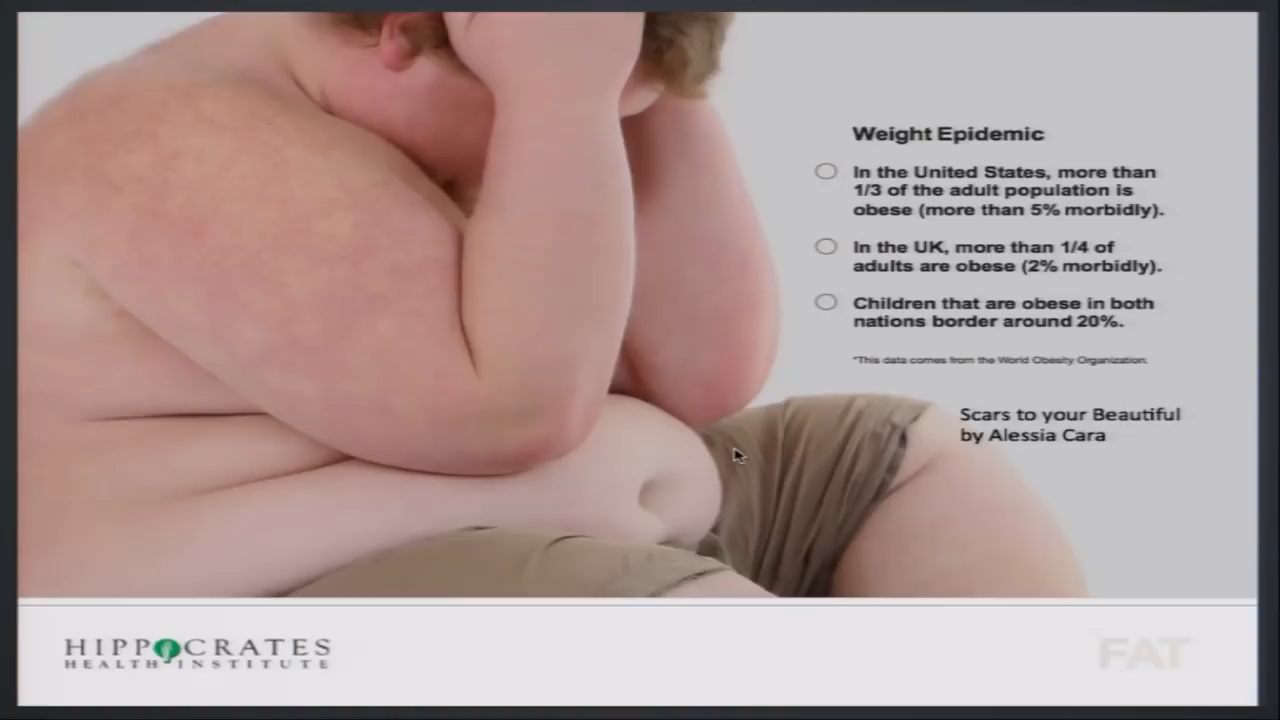 Weight Epidemic
In the United States, more than
1/3 of the adult population is
obese (more than 5% morbidly).
In the UK, more than 1/4 of
adults are obese (2% morbidly).
Children that are obese in both
nations border around 20%.
*This data comes from the World Obesity Organization.
Scars to your Beautiful
by Alessia Cara
HIPPOCRATES
HEALTH INSTITUTE
FAT